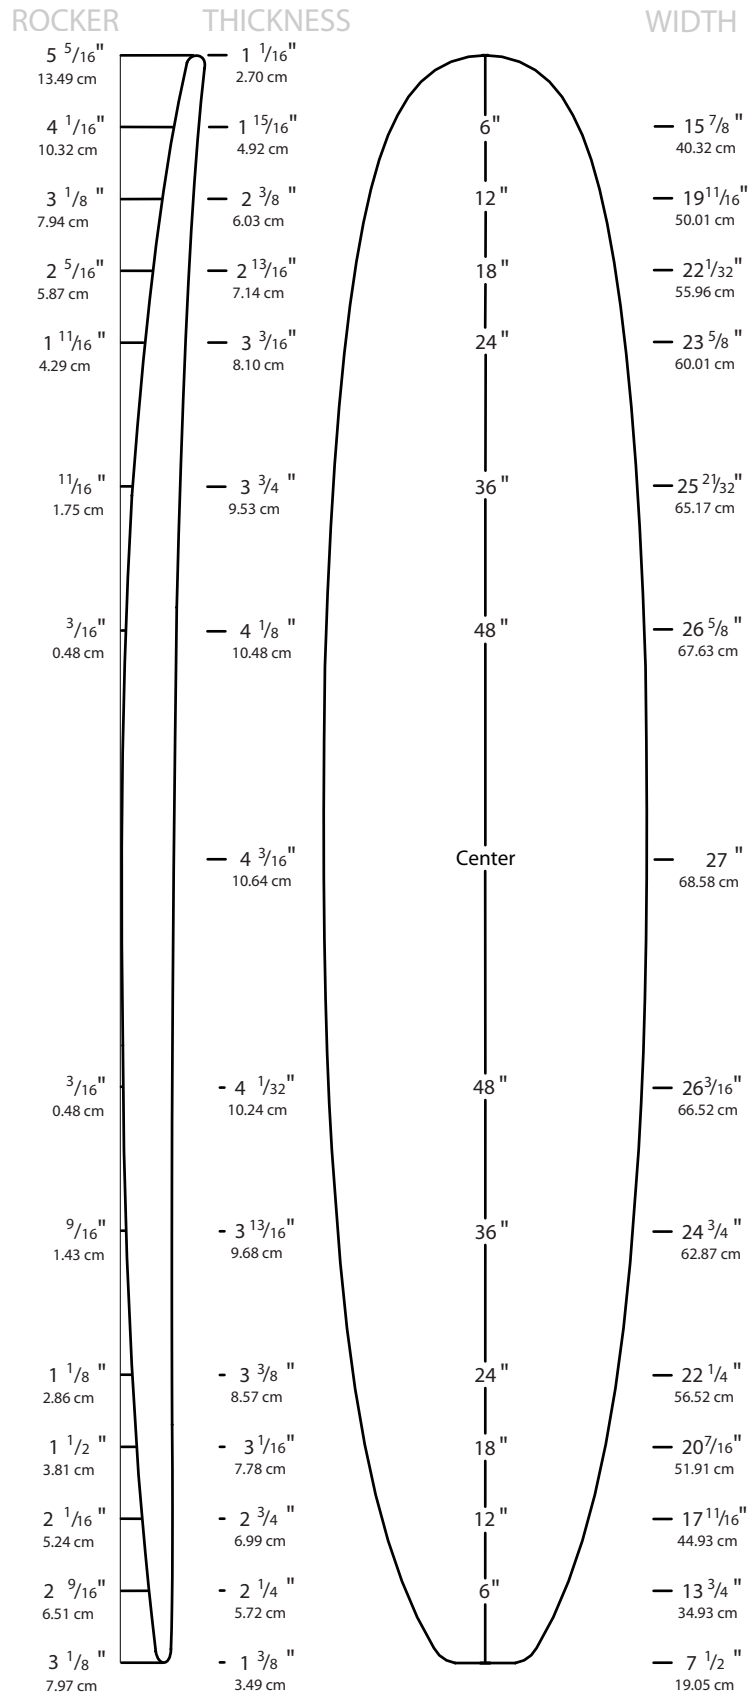 ROCKER THICKNESS WIDTH
5 5/16" 1 1/16"
13.49 cm 2.70 cm
4 1/16" 1 15/16" 6" 15 7/8"
10.32 cm 4.92 cm 40.32 cm
3 1/8" 2 3/8" 12" 19 11/16"
7.94 cm 6.03 cm 50.01 cm
2 5/16" 2 13/16" 18" 22 1/32"
5.87 cm 7.14 cm 55.96 cm
1 11/16" 3 3/16" 24" 23 5/8"
4.29 cm 8.10 cm 60.01 cm
11/16" 3 3/4" 36" 25 21/32"
1.75 cm 9.53 cm 65.17 cm
3/16" 4 1/8" 48" 26 5/8"
0.48 cm 10.48 cm 67.63 cm
4 3/16" Center 27"
10.64 cm 68.58 cm
3/16" 4 1/32" 48" 26 3/16"
0.48 cm 10.24 cm 66.52 cm
9/16" 3 13/16" 36" 24 3/4"
1.43 cm 9.68 cm 62.87 cm
1 1/8" 3 3/8" 24" 22 1/4"
2.86 cm 8.57 cm 56.52 cm
1 1/2" 3 1/16" 18" 20 7/16"
3.81 cm 7.78 cm 51.91 cm
2 1/16" 2 3/4" 12" 17 11/16"
5.24 cm 6.99 cm 44.93 cm
2 9/16" 2 1/4" 6" 13 3/4"
6.51 cm 5.72 cm 34.93 cm
3 1/8" 1 3/8" 7 1/2"
7.97 cm 3.49 cm 19.05 cm